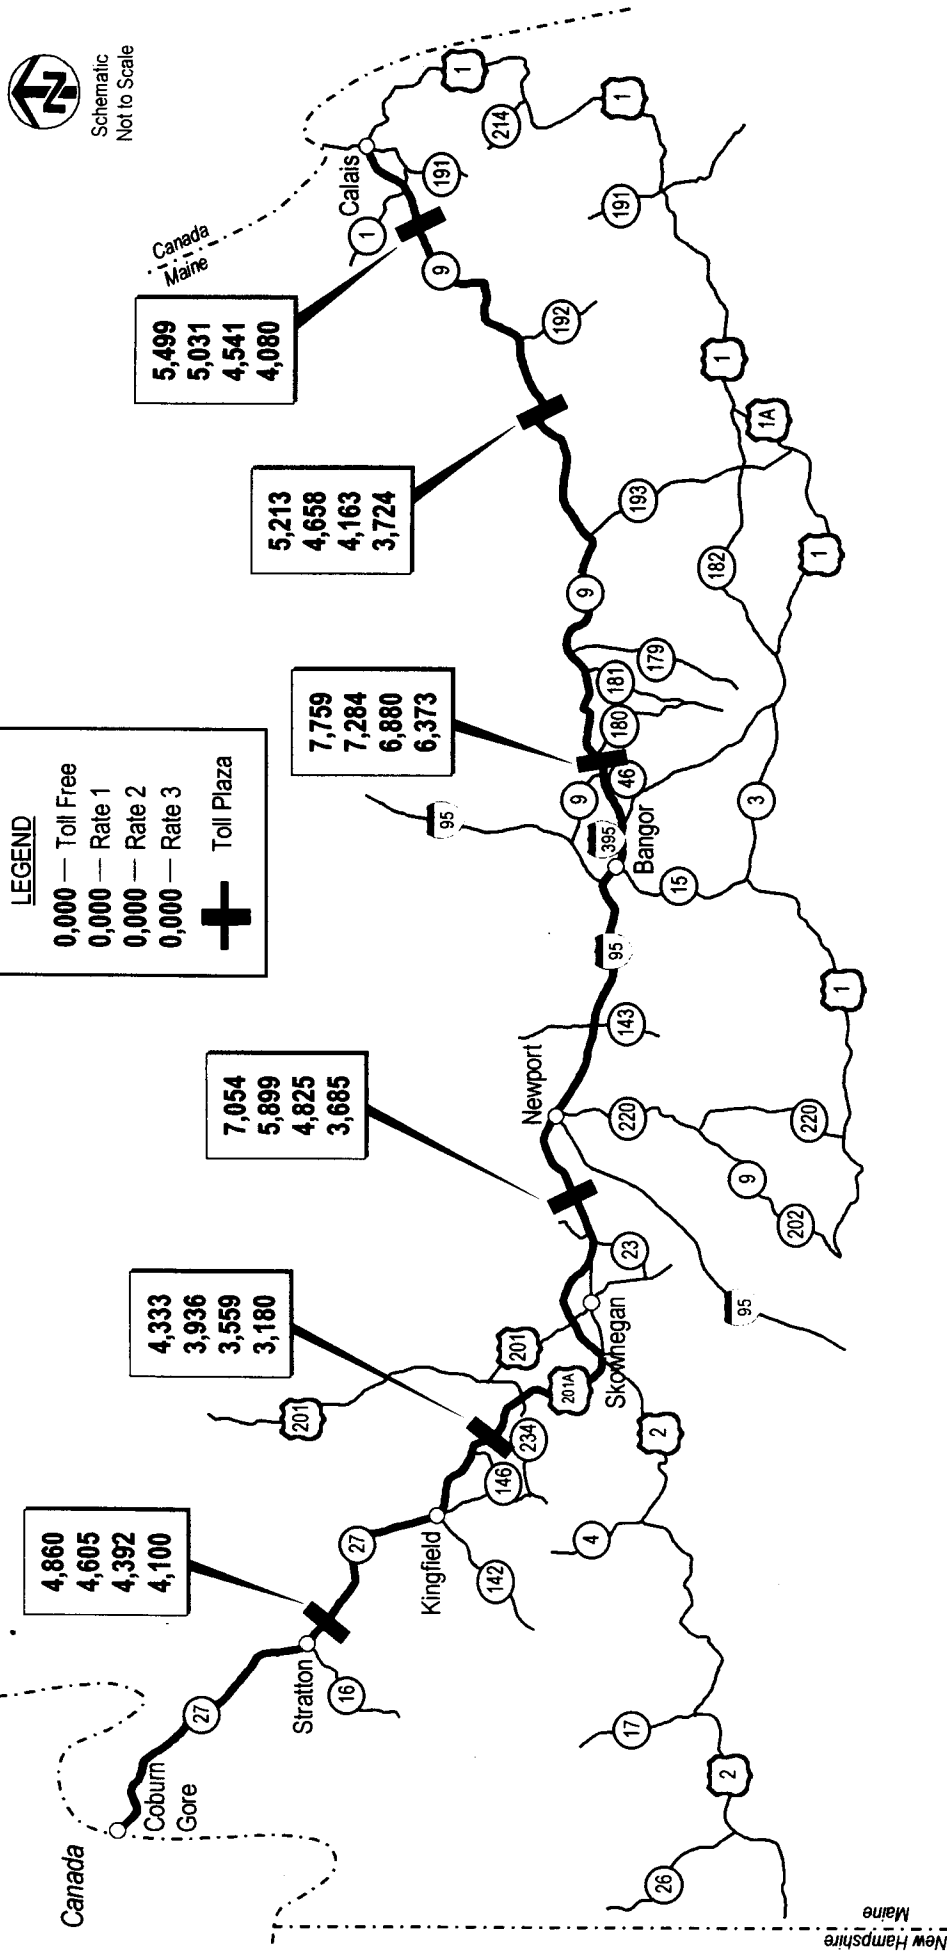 Schematic
Not to Scale
LEGEND
0,000 — Toll Free
0,000 — Rate 1
0,000 — Rate 2
0,000 — Rate 3
Toll Plaza
N
Canada
Coburn
Gore
27
Stratton
16
4,860
4,605
4,392
4,100
27
Kingfield
142
146
234
4,333
3,936
3,559
3,180
201
201
201A
Skowhegan
23
2
4
17
2
26
New Hampshire
Maine
7,054
5,899
4,825
3,685
Newport
95
220
220
9
202
143
95
Bangor
395
95
9
46
15
3
1
7,759
7,284
6,880
6,373
180
181
179
9
193
182
1
1A
1
5,213
4,658
4,163
3,724
192
9
5,499
5,031
4,541
4,080
Canada
Maine
1
Calais
191
1
214
1
191